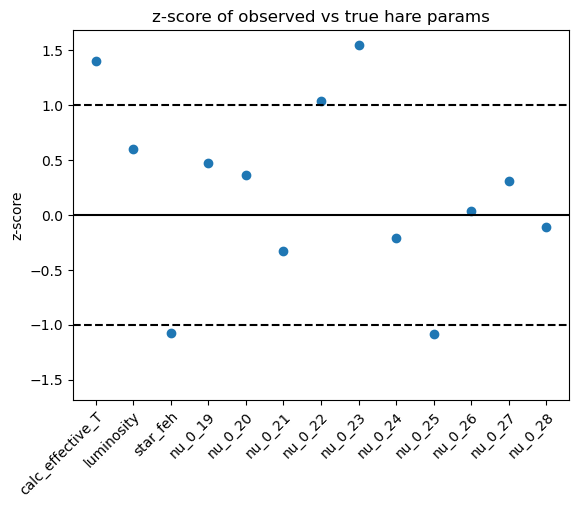 z-score of observed vs true hare params
z-score
1.5
1.0
0.5
0.0
−0.5
−1.0
−1.5
calc_effective_T
luminosity
star_feh
nu_0_19
nu_0_20
nu_0_21
nu_0_22
nu_0_23
nu_0_24
nu_0_25
nu_0_26
nu_0_27
nu_0_28